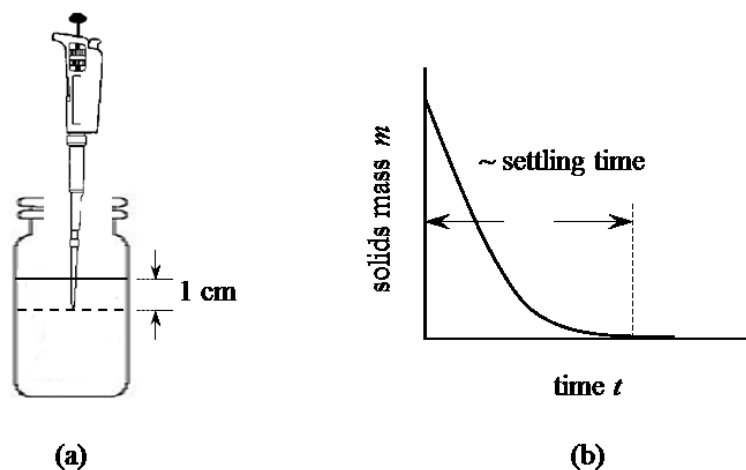 1 cm
(a)
solids mass m
~ settling time
time t
(b)